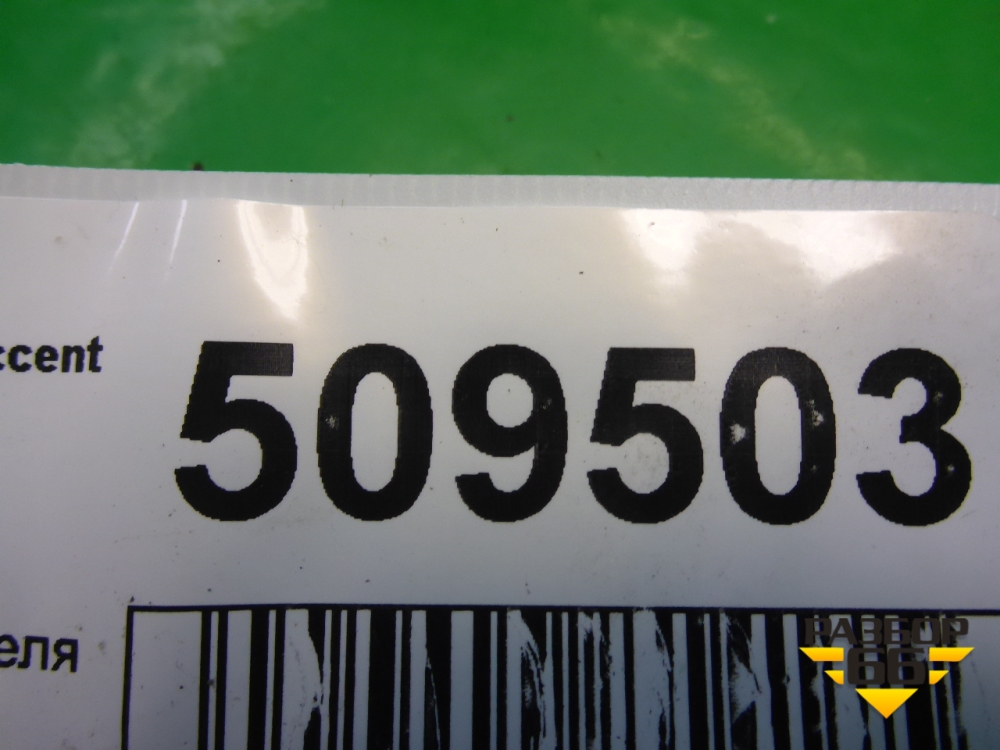 ccent
509503
еля
РАЗБОР
66